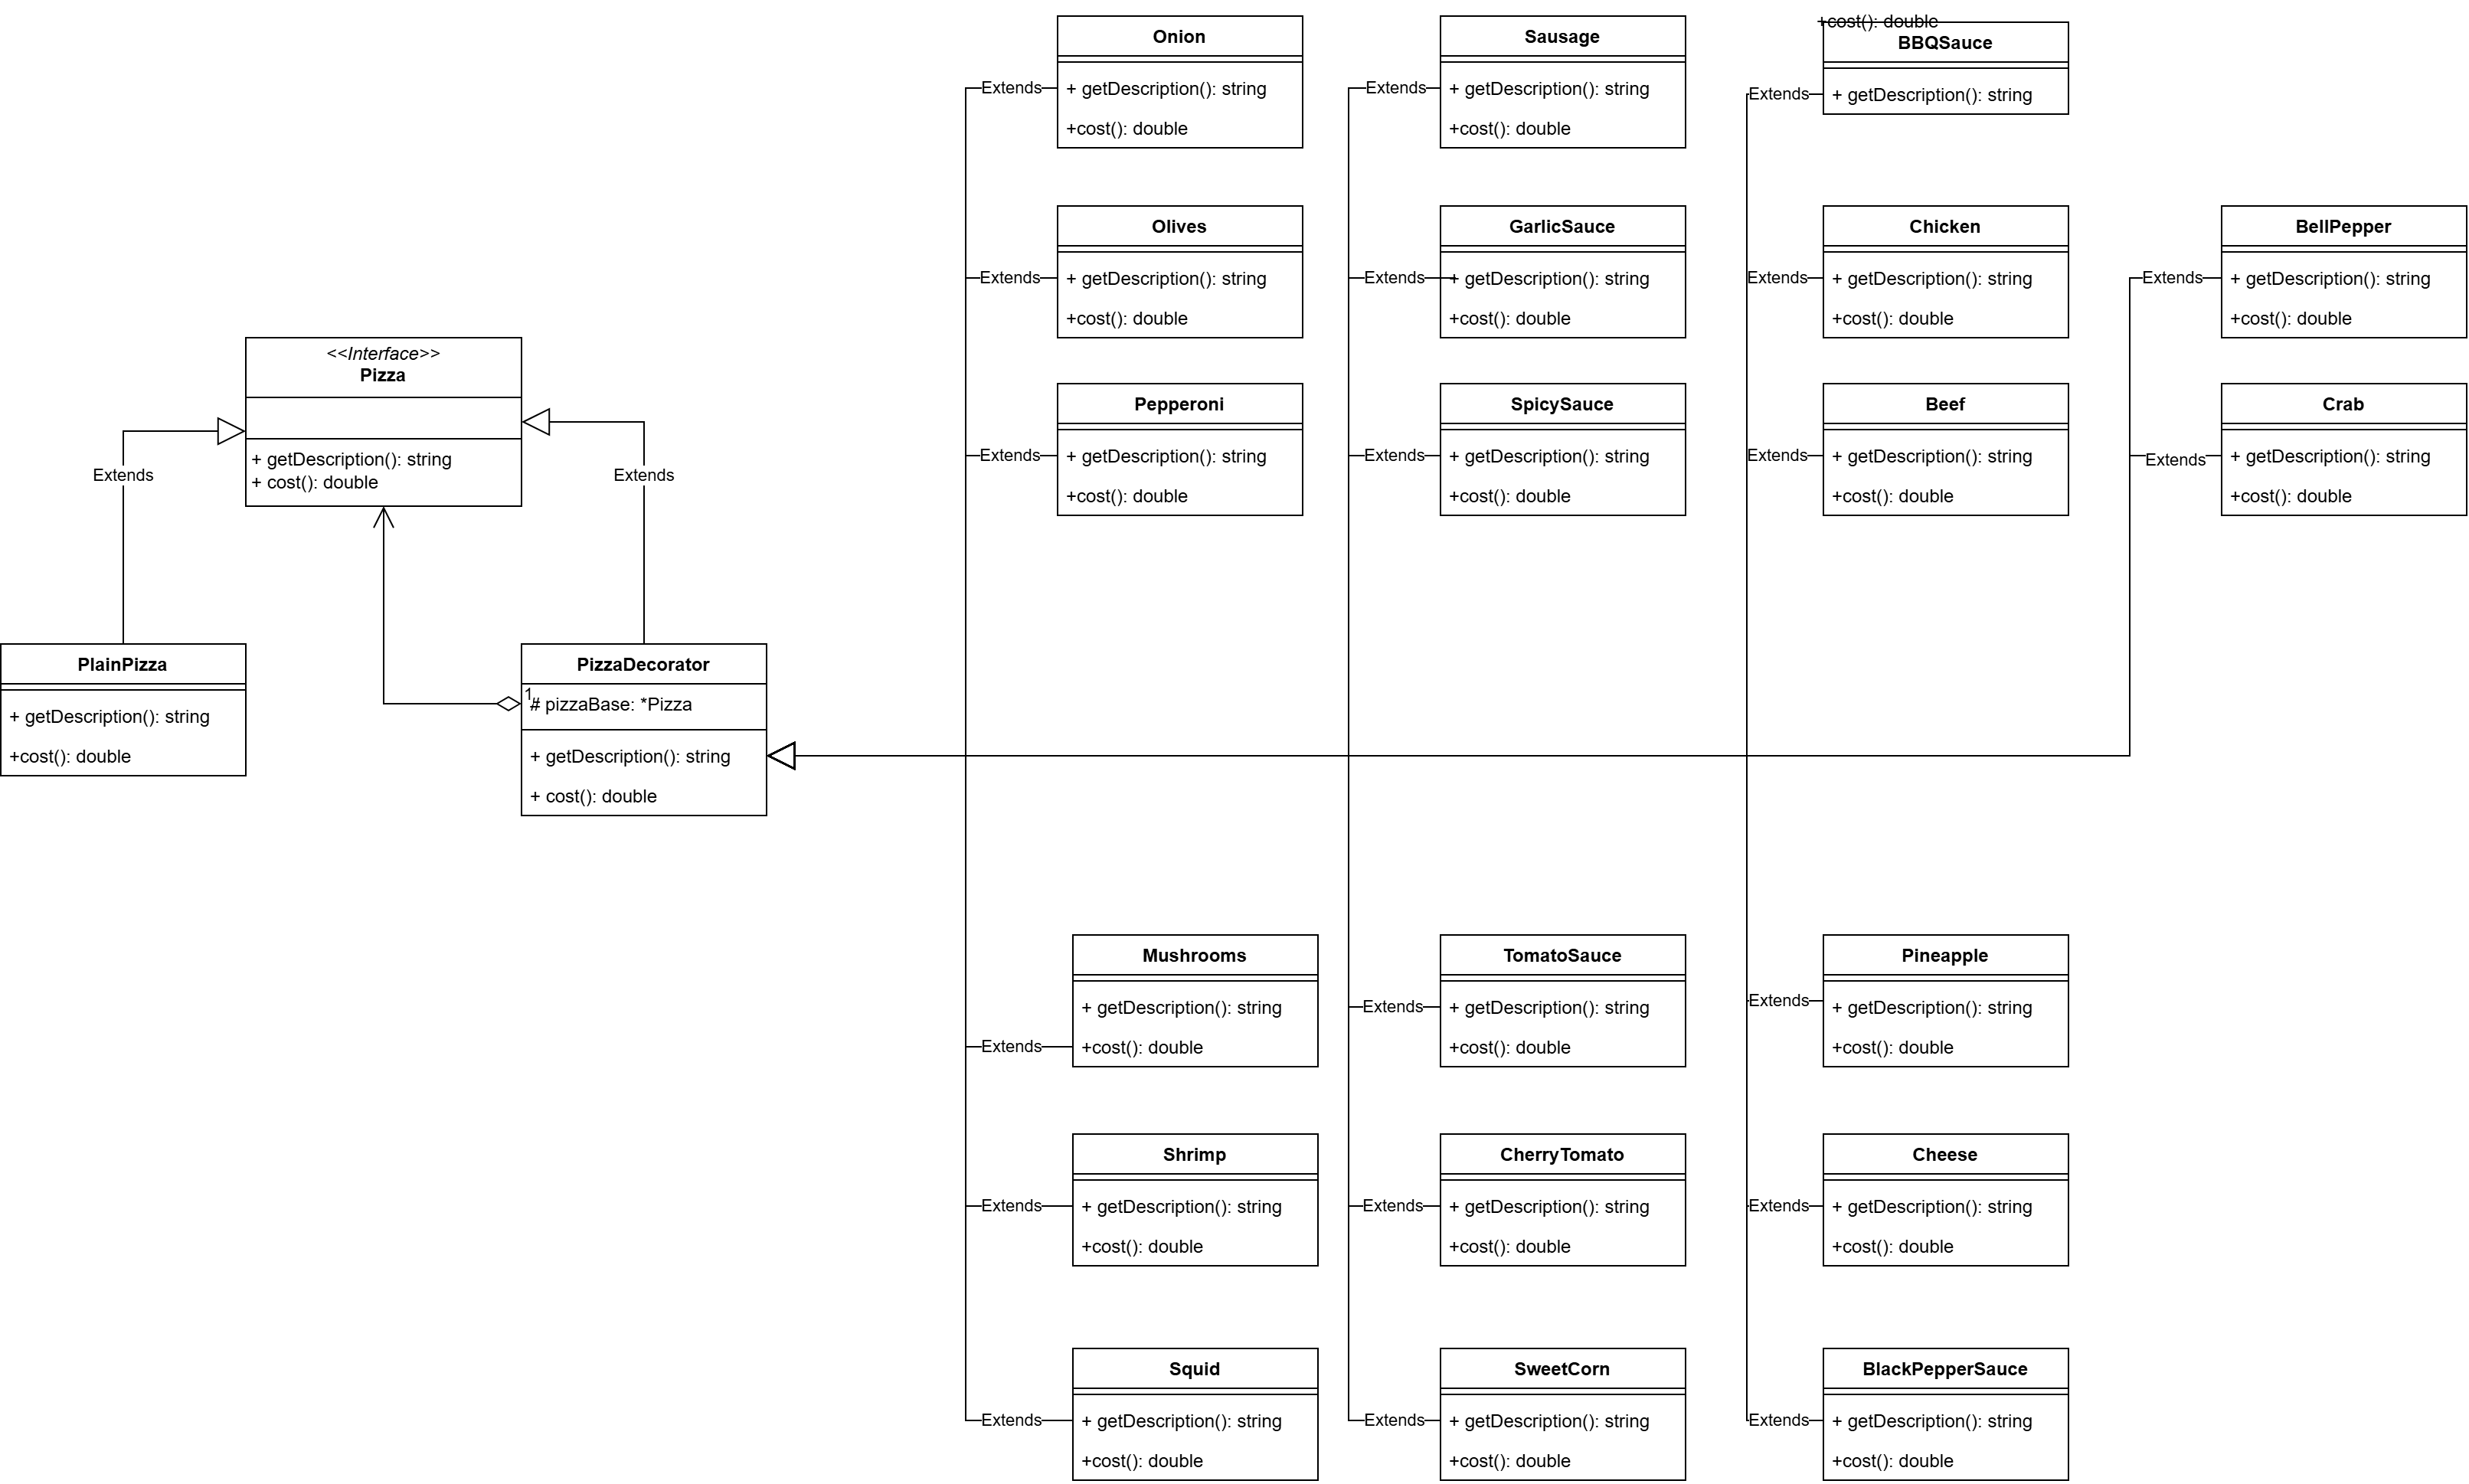 <<Interface>>
Pizza
+ getDescription(): string
+ cost(): double
Extends
Extends
PlainPizza
+ getDescription(): string
+cost(): double
PizzaDecorator
1
# pizzaBase: *Pizza
+ getDescription(): string
+ cost(): double
Onion
Extends
+ getDescription(): string
+cost(): double
Olives
Extends
+ getDescription(): string
+cost(): double
Pepperoni
Extends
+ getDescription(): string
+cost(): double
Mushrooms
+ getDescription(): string
Extends
+cost(): double
Shrimp
Extends
+ getDescription(): string
+cost(): double
Squid
Extends
+ getDescription(): string
+cost(): double
Sausage
Extends
+ getDescription(): string
+cost(): double
GarlicSauce
Extends
+ getDescription(): string
+cost(): double
SpicySauce
Extends
+ getDescription(): string
+cost(): double
TomatoSauce
Extends
+ getDescription(): string
+cost(): double
CherryTomato
Extends
+ getDescription(): string
+cost(): double
SweetCorn
Extends
+ getDescription(): string
+cost(): double
+cost(): double
BBQSauce
Extends
+ getDescription(): string
Chicken
Extends
+ getDescription(): string
+cost(): double
Beef
Extends
+ getDescription(): string
+cost(): double
Pineapple
Extends
+ getDescription(): string
+cost(): double
Cheese
Extends
+ getDescription(): string
+cost(): double
BlackPepperSauce
Extends
+ getDescription(): string
+cost(): double
BellPepper
Extends
+ getDescription(): string
+cost(): double
Crab
Extends
+ getDescription(): string
+cost(): double